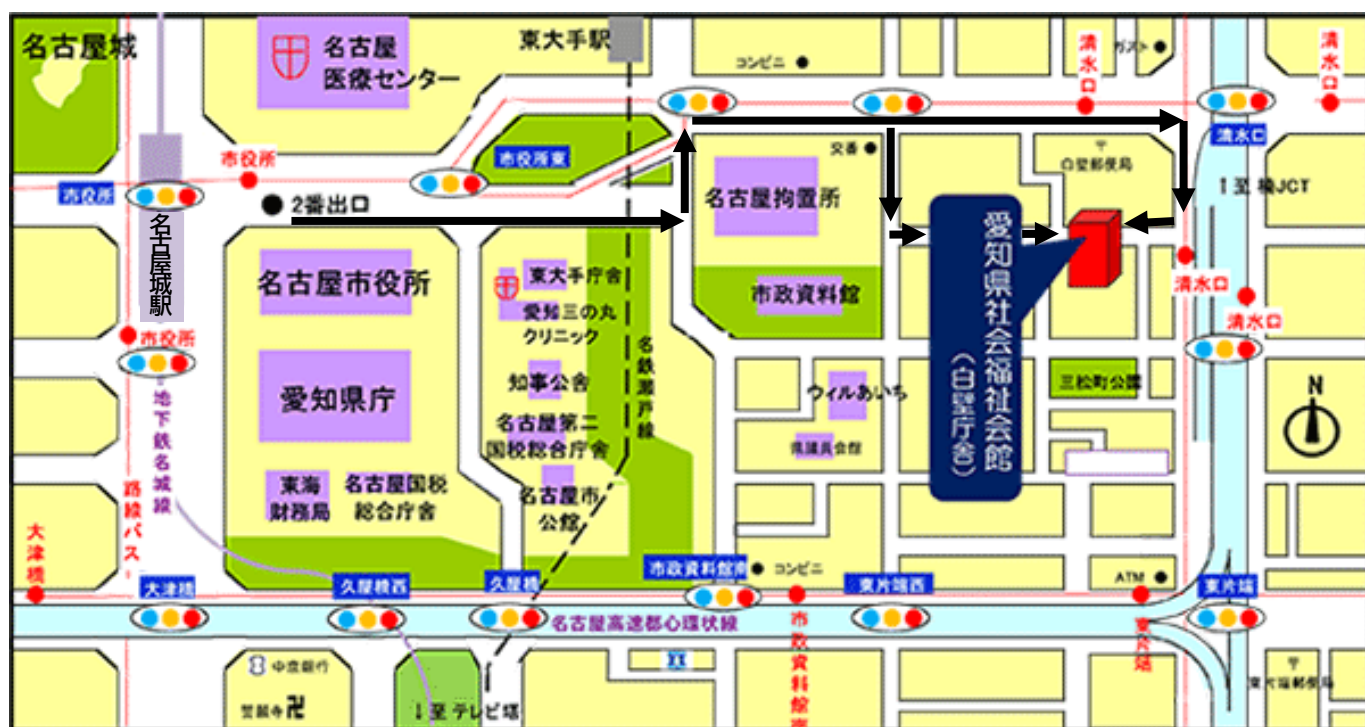 名古屋城
名古屋
医療センター
東大手駅
コンビニ
清水口
ガスト
清水口
清水口
市役所東
市役所
市役所
2番出口
交番
名古屋拘置所
〒
白壁郵便局
↑至 楠JCT
名古屋城駅
名古屋市役所
東大手庁舎
愛知三の丸
クリニック
市政資料館
愛知県社会福祉会館
(白壁庁舎)
清水口
清水口
市役所
名鉄瀬戸線
愛知県庁
知事公舎
ウィルあいち
三松町公園
N
地下鉄名城線
名古屋第二
国税総合庁舎
県議員会館
東海
財務局
名古屋国税
総合庁舎
名古屋市
公館
路線バス
大津橋
大津橋
久屋橋西
久屋橋
市政資料館南
コンビニ
東片端西
ATM
東片端
名古屋高速都心環状線
市政資料館南
東片端
中京銀行
卍
↓至 テレビ塔
〒
東片端郵便局